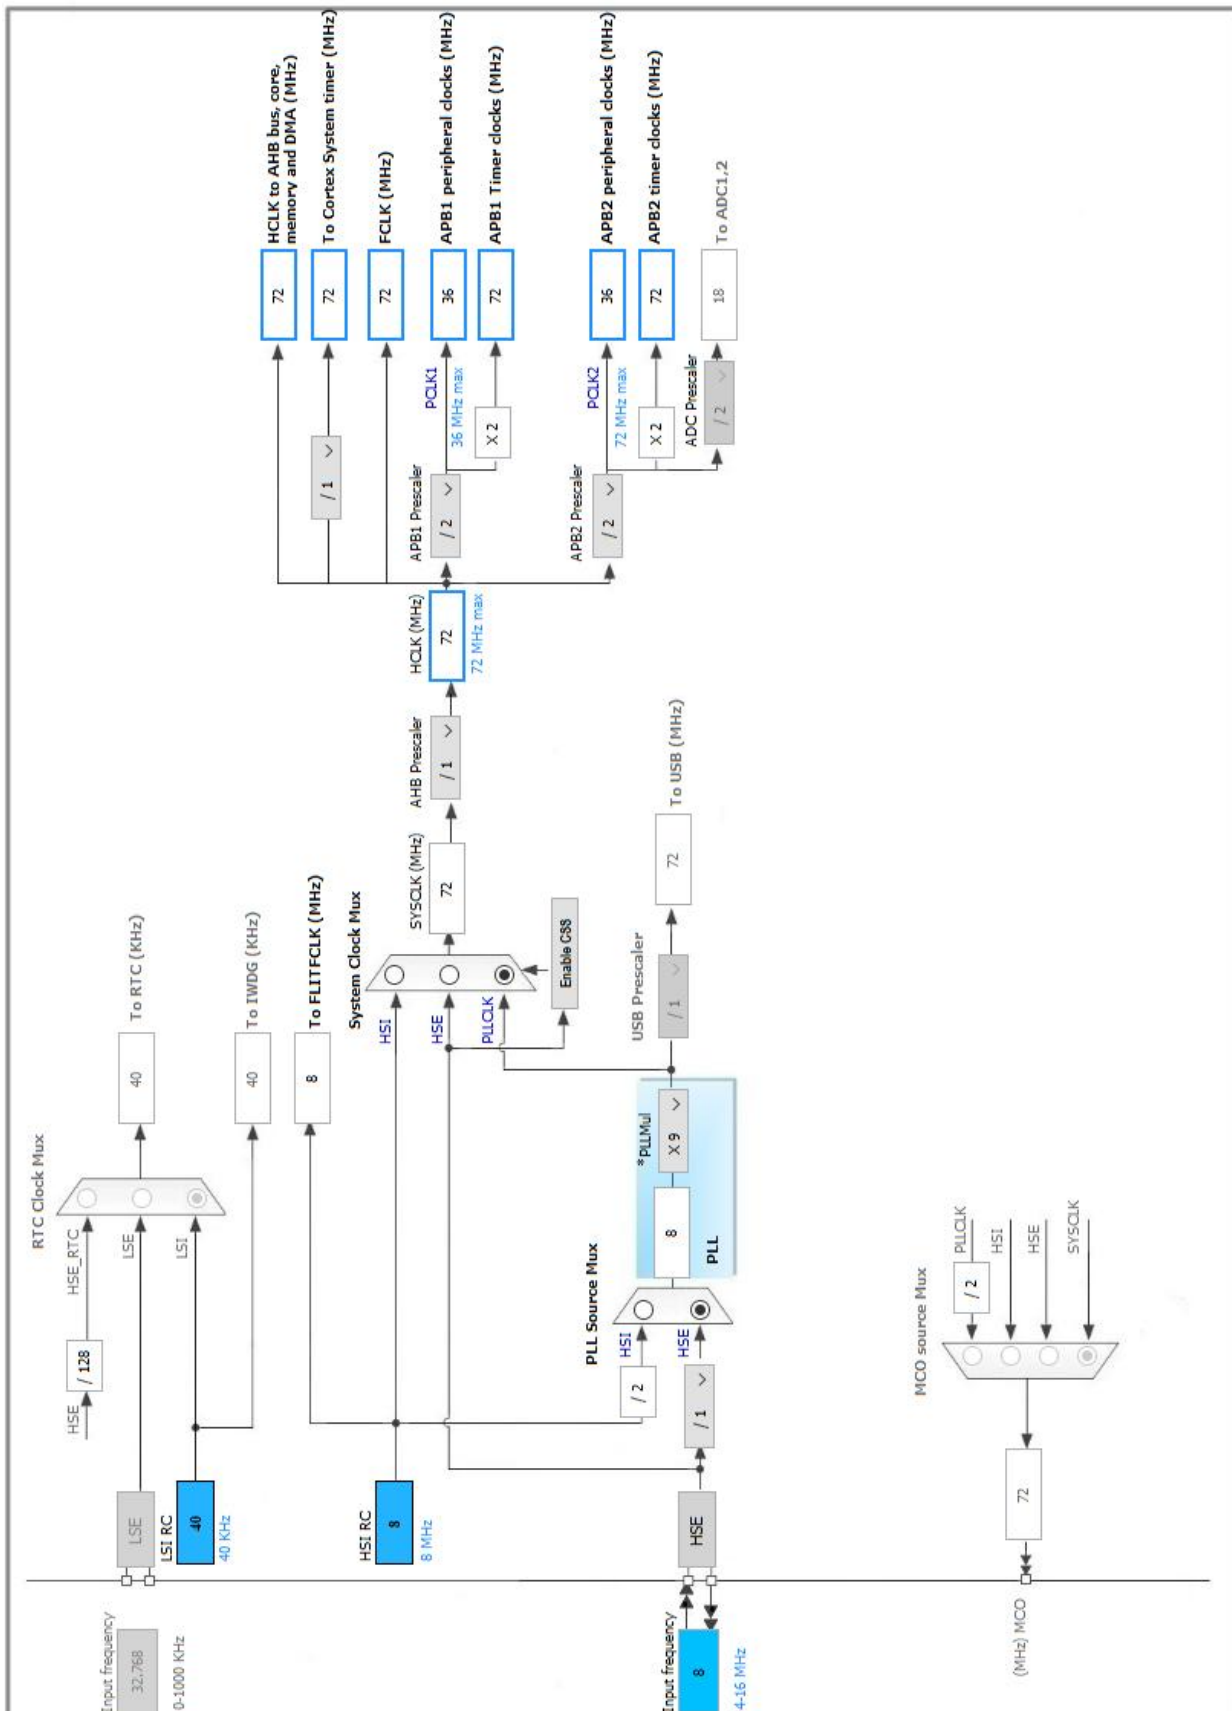 RTC Clock Mux
HSE
/ 128
HSE_RTC
LSE
LSI
To RTC (KHz)
40
Input frequency
32.768
0-1000 KHz
LSE
LSI RC
40
40 KHz
40
To IWDG (KHz)
8
To FLITFCLK (MHz)
HSI RC
8
8 MHz
System Clock Mux
HSI
HSE
PLLCLK
Enable CSS
SYSCLK (MHz)
72
AHB Prescaler
/ 1
HCLK (MHz)
72
72 MHz max
72
HCLK to AHB bus, core,
memory and DMA (MHz)
/ 1
72
To Cortex System timer (MHz)
72
FCLK (MHz)
APB1 Prescaler
/ 2
PCLK1
36 MHz max
36
APB1 peripheral clocks (MHz)
X 2
72
APB1 Timer clocks (MHz)
APB2 Prescaler
/ 2
PCLK2
72 MHz max
36
APB2 peripheral clocks (MHz)
X 2
72
APB2 timer clocks (MHz)
ADC Prescaler
/ 2
18
To ADC1,2
PLL Source Mux
HSI
/ 2
HSE
/ 1
8
*PLLMul
X 9
PLL
USB Prescaler
/ 1
72
To USB (MHz)
Input frequency
8
4-16 MHz
HSE
MCO source Mux
PLLCLK
/ 2
HSI
HSE
SYSCLK
72
(MHz) MCO